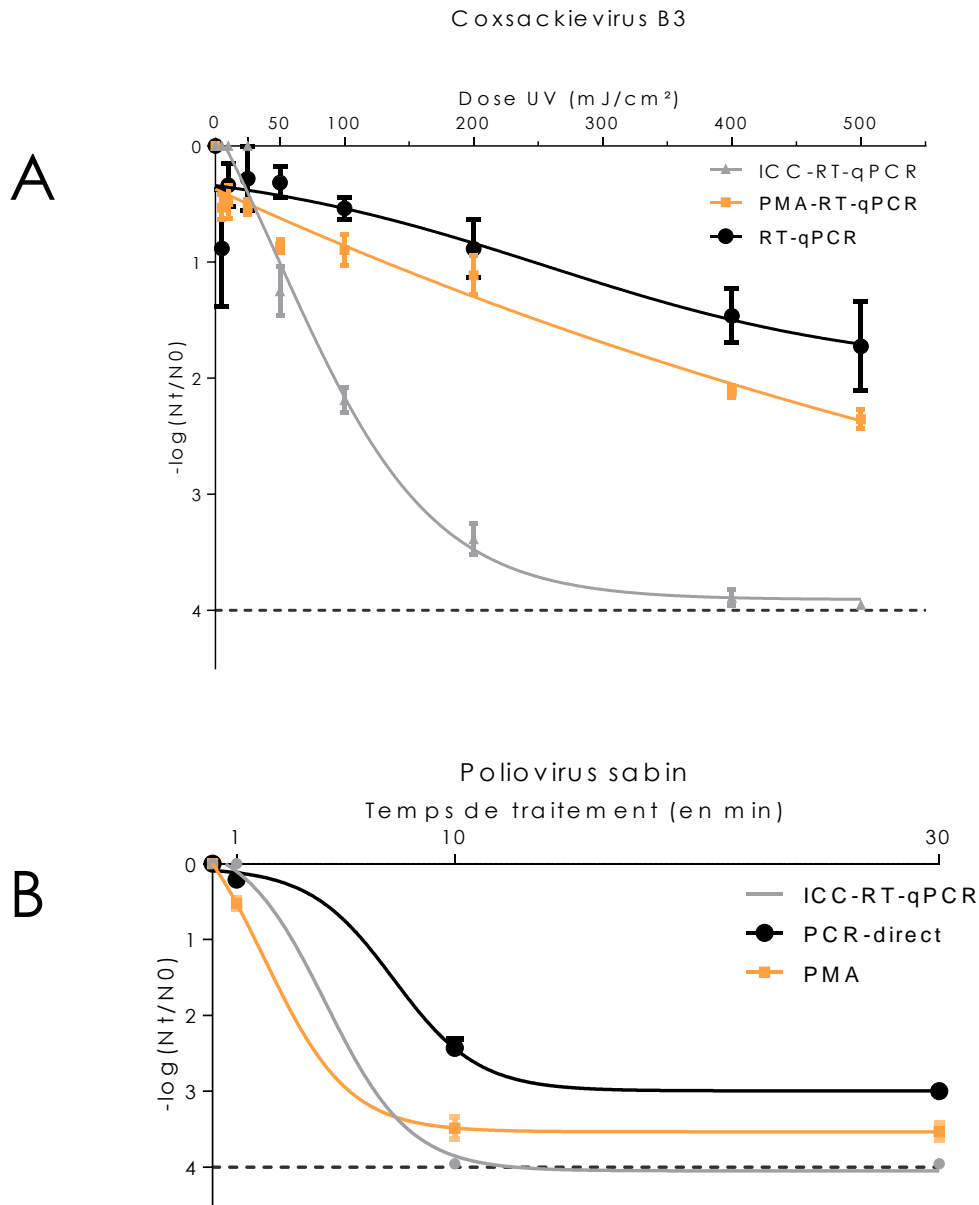 Coxsackievirus B3
A
Dose UV (mJ/cm²)
0 50 100 200 300 400 500
ICC-RT-qPCR
PMA-RT-qPCR
RT-qPCR
-log(Nt/N0)
0
1
2
3
4
B
Poliovirus sabin
Temps de traitement (en min)
1 10 30
ICC-RT-qPCR
PCR-direct
PMA
-log(Nt/N0)
0
1
2
3
4